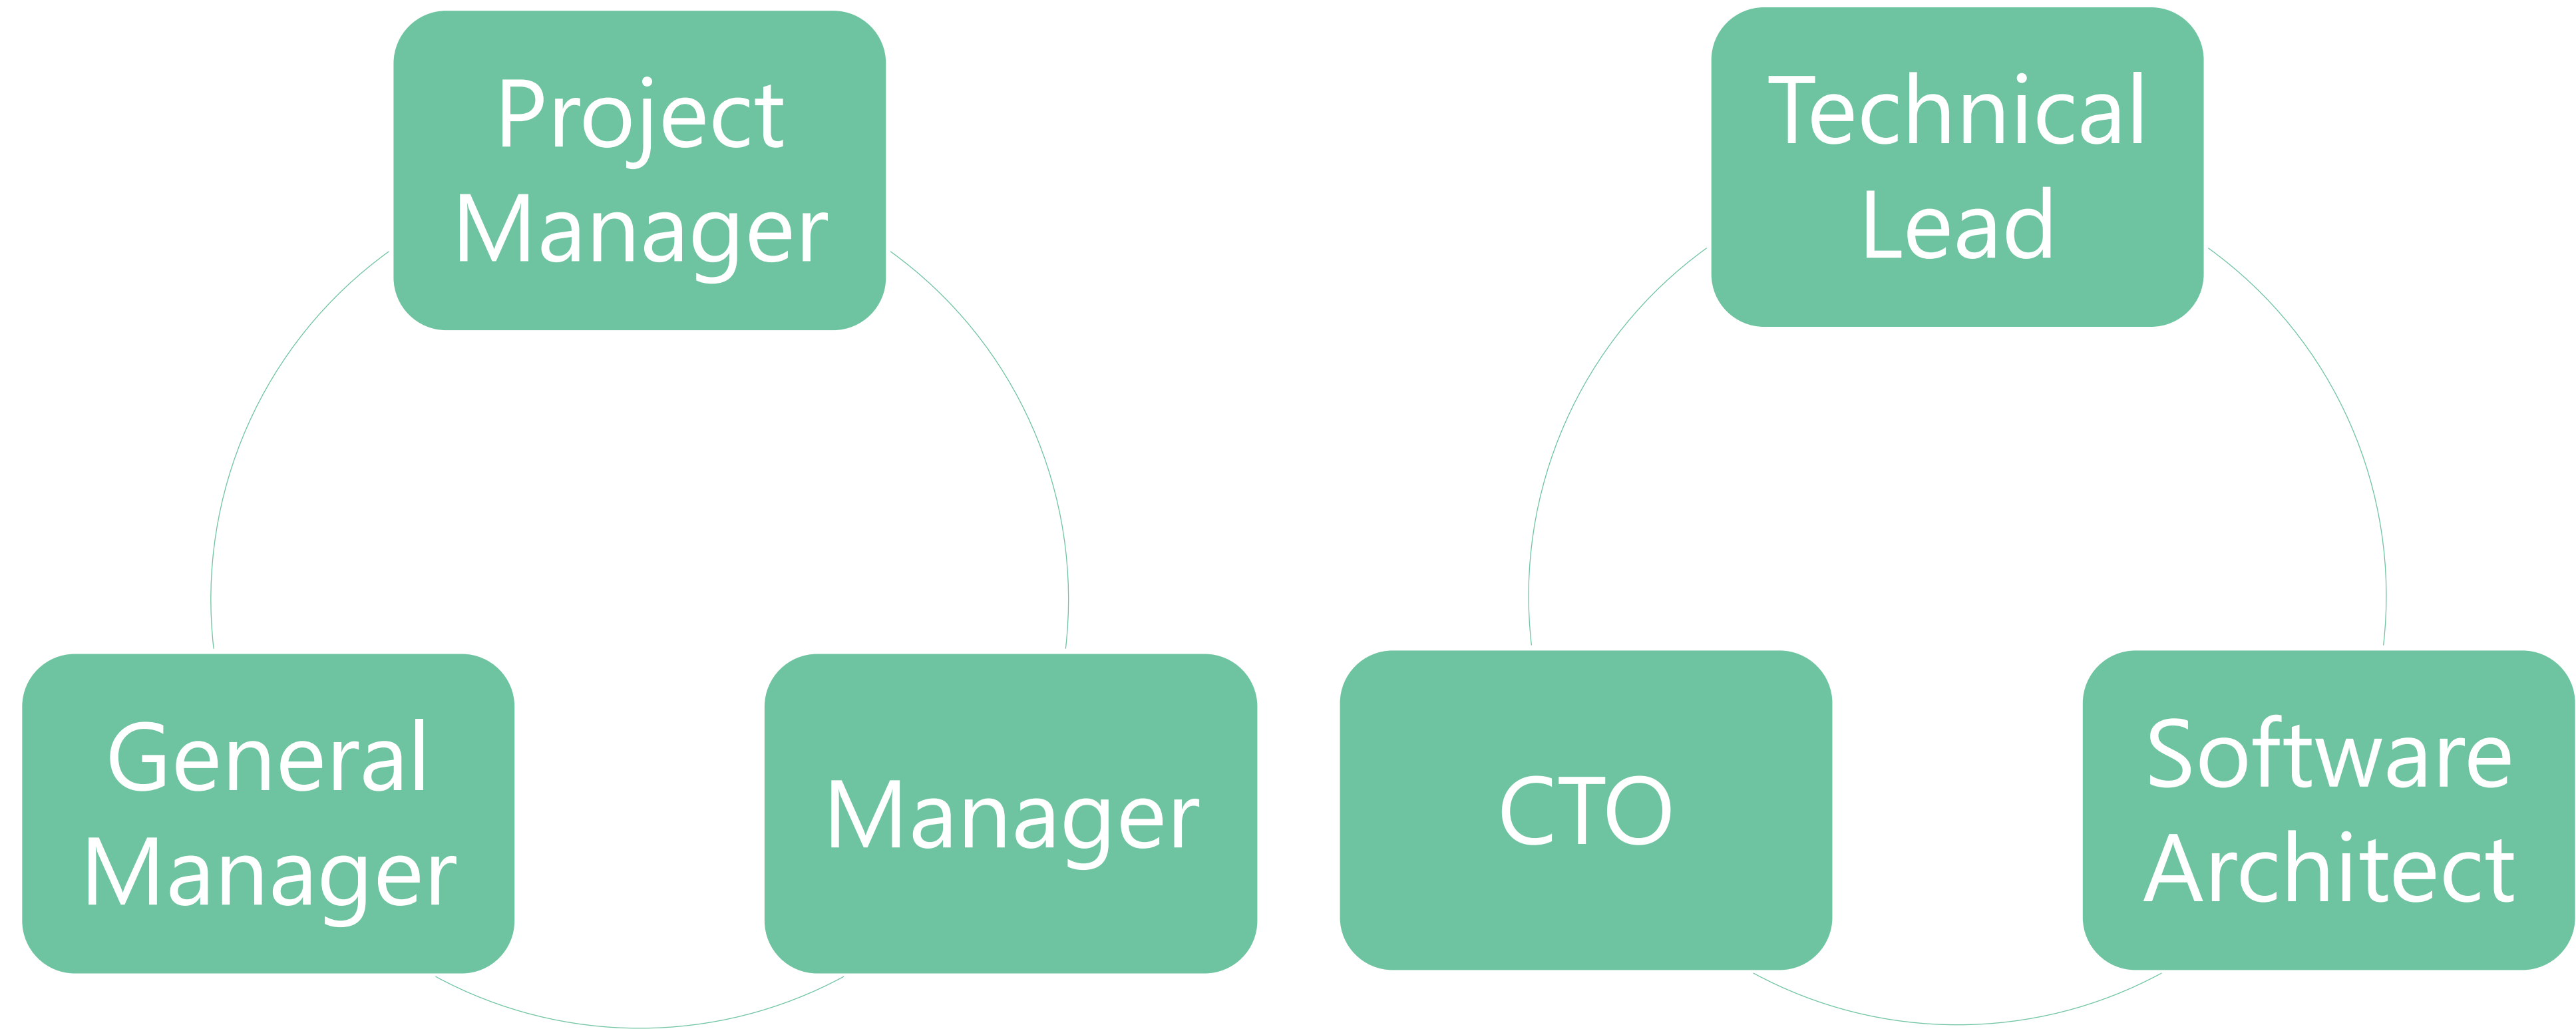 Project
Manager
General
Manager
Manager
Technical
Lead
CTO
Software
Architect